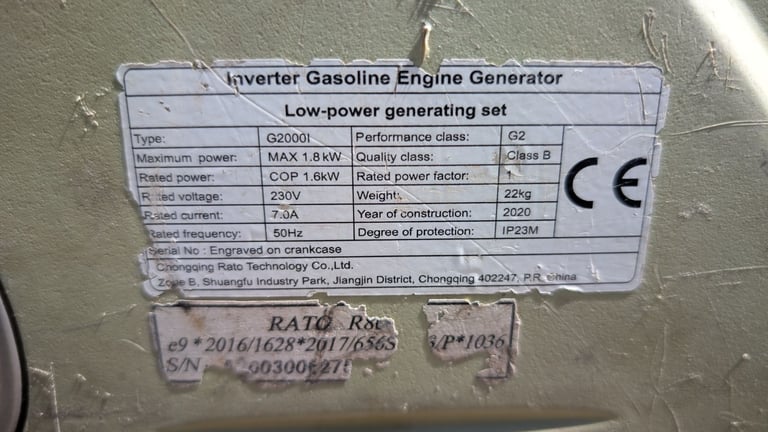 Inverter Gasoline Engine Generator
Low-power generating set
Type: G2000I Performance class: G2
Maximum power: MAX 1.8kW Quality class: Class B
Rated power: COP 1.6kW Rated power factor: 1
Rated voltage: 230V Weight: 22kg
Rated current: 7.0A Year of construction: 2020
Rated frequency: 50Hz Degree of protection: IP23M
Serial No : Engraved on crankcase
Chongqing Rato Technology Co.,Ltd.
Zone B, Shuangfu Industry Park, Jiangjin District, Chongqing 402247, P.R. China
CE
RATO
e9*2016/1628*2017/656S 3/P*1036
S/N